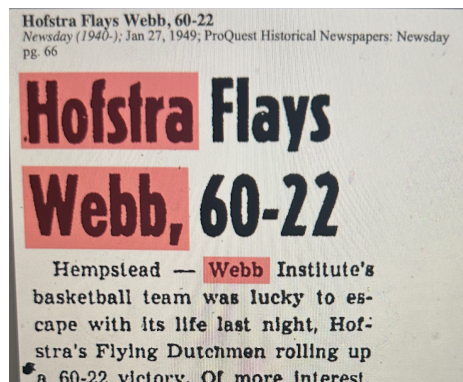 Hofstra Flays Webb, 60-22
Newsday (1940-); Jan 27, 1949; ProQuest Historical Newspapers: Newsday
pg. 66
Hofstra Flays
Webb, 60-22
Hempstead — Webb Institute's
basketball team was lucky to es-
cape with its life last night, Hof-
stra's Flying Dutchmen rolling up
a 60-22 victory. Of more interest